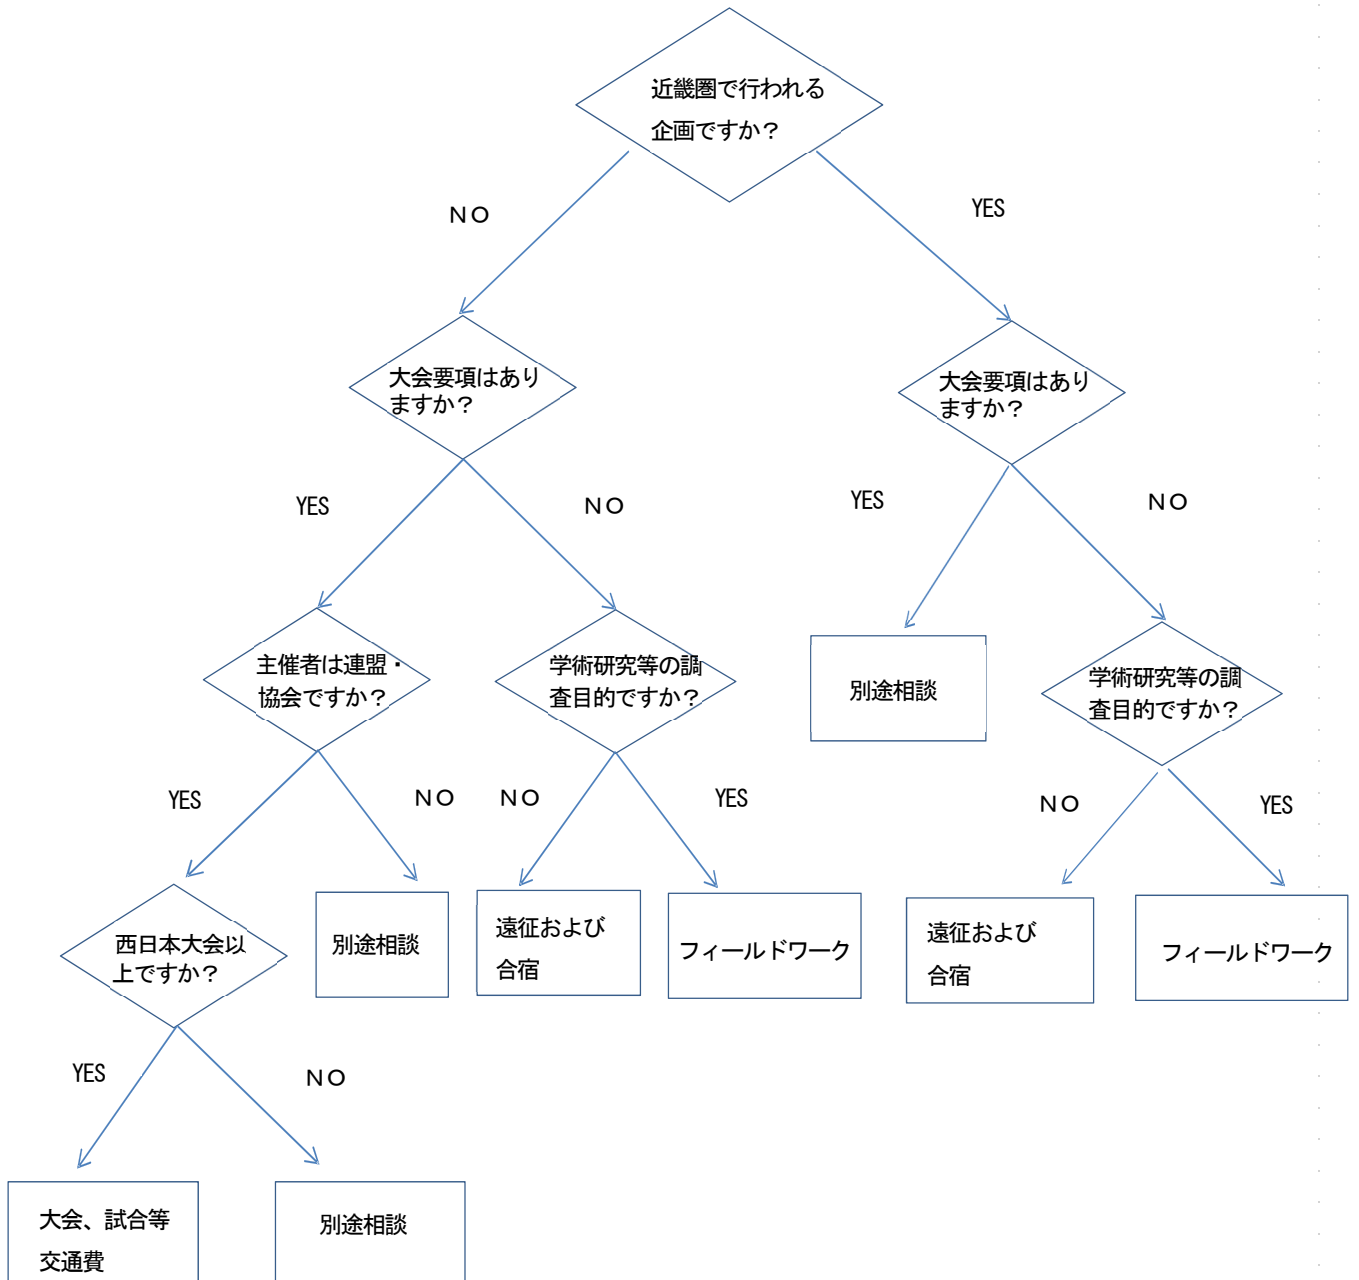 近畿圏で行われる
企画ですか？
ＮＯ
YES
大会要項はあり
ますか？
大会要項はあり
ますか？
YES
ＮＯ
YES
ＮＯ
主催者は連盟・
協会ですか？
学術研究等の調
査目的ですか？
別途相談
学術研究等の調
査目的ですか？
YES
ＮＯ
ＮＯ
YES
ＮＯ
YES
西日本大会以
上ですか？
別途相談
遠征および
合宿
フィールドワーク
遠征および
合宿
フィールドワーク
YES
ＮＯ
大会、試合等
交通費
別途相談